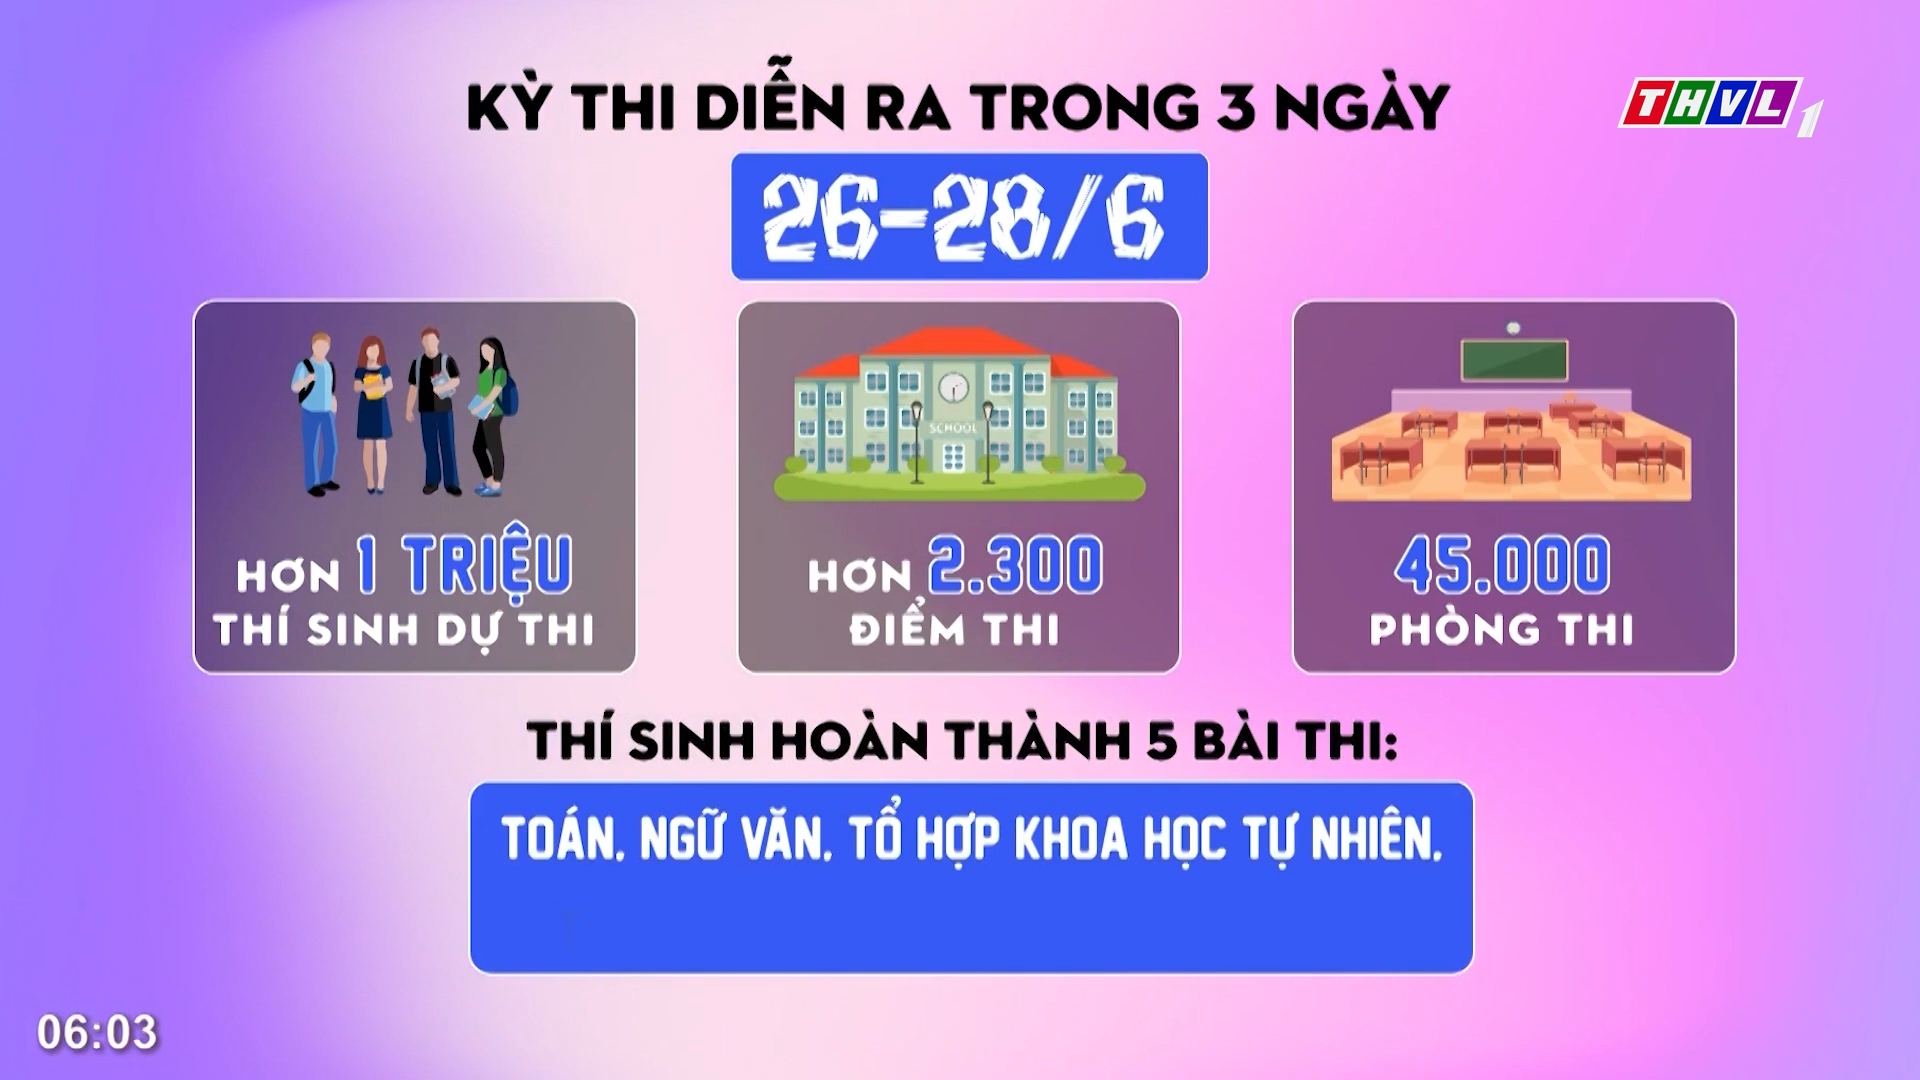 KỲ THI DIỄN RA TRONG 3 NGÀY
THVL 1
26-28/6
SCHOOL
HƠN 1 TRIỆU
THÍ SINH DỰ THI
HƠN 2.300
ĐIỂM THI
45.000
PHÒNG THI
THÍ SINH HOÀN THÀNH 5 BÀI THI:
TOÁN, NGỮ VĂN, TỔ HỢP KHOA HỌC TỰ NHIÊN,
06:03